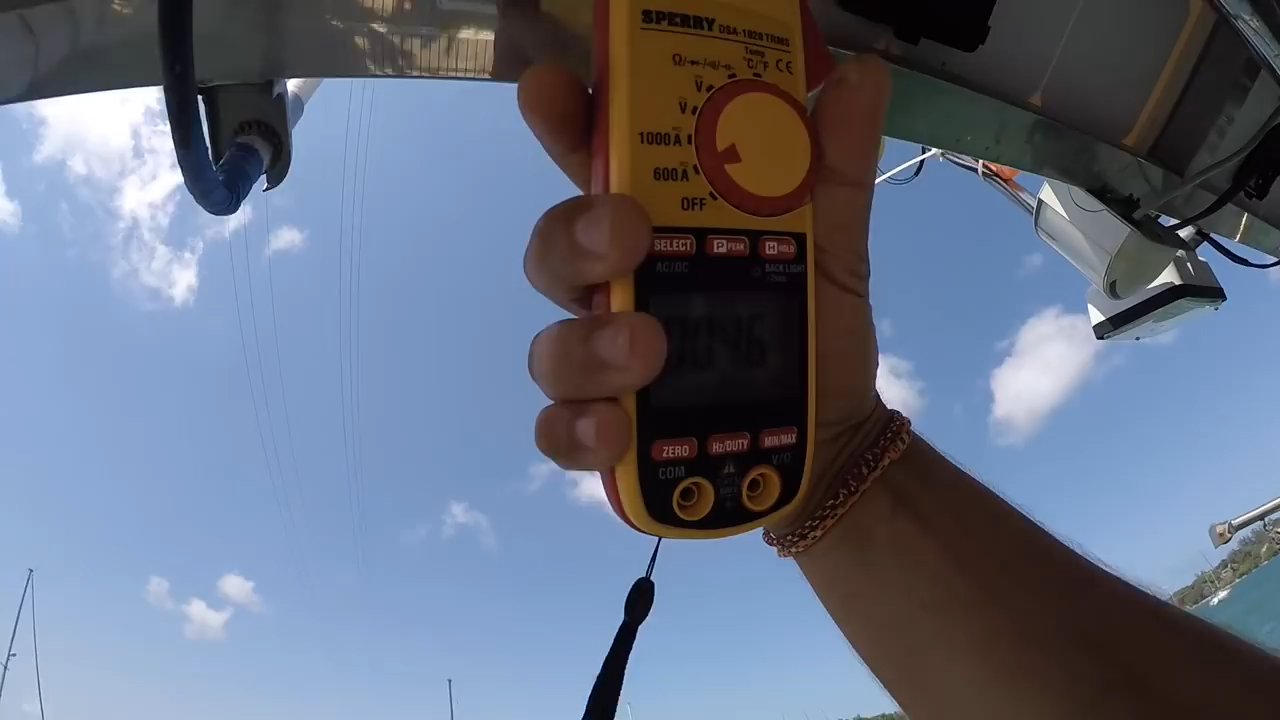 SPERRY DSA-1020 TRMS
Temp
°C/°F CE
V
V
1000A
600A
OFF
SELECT P PEAK H HOLD
AC/DC BACK LIGHT
ZERO Hz/DUTY MIN/MAX
COM V/Ω